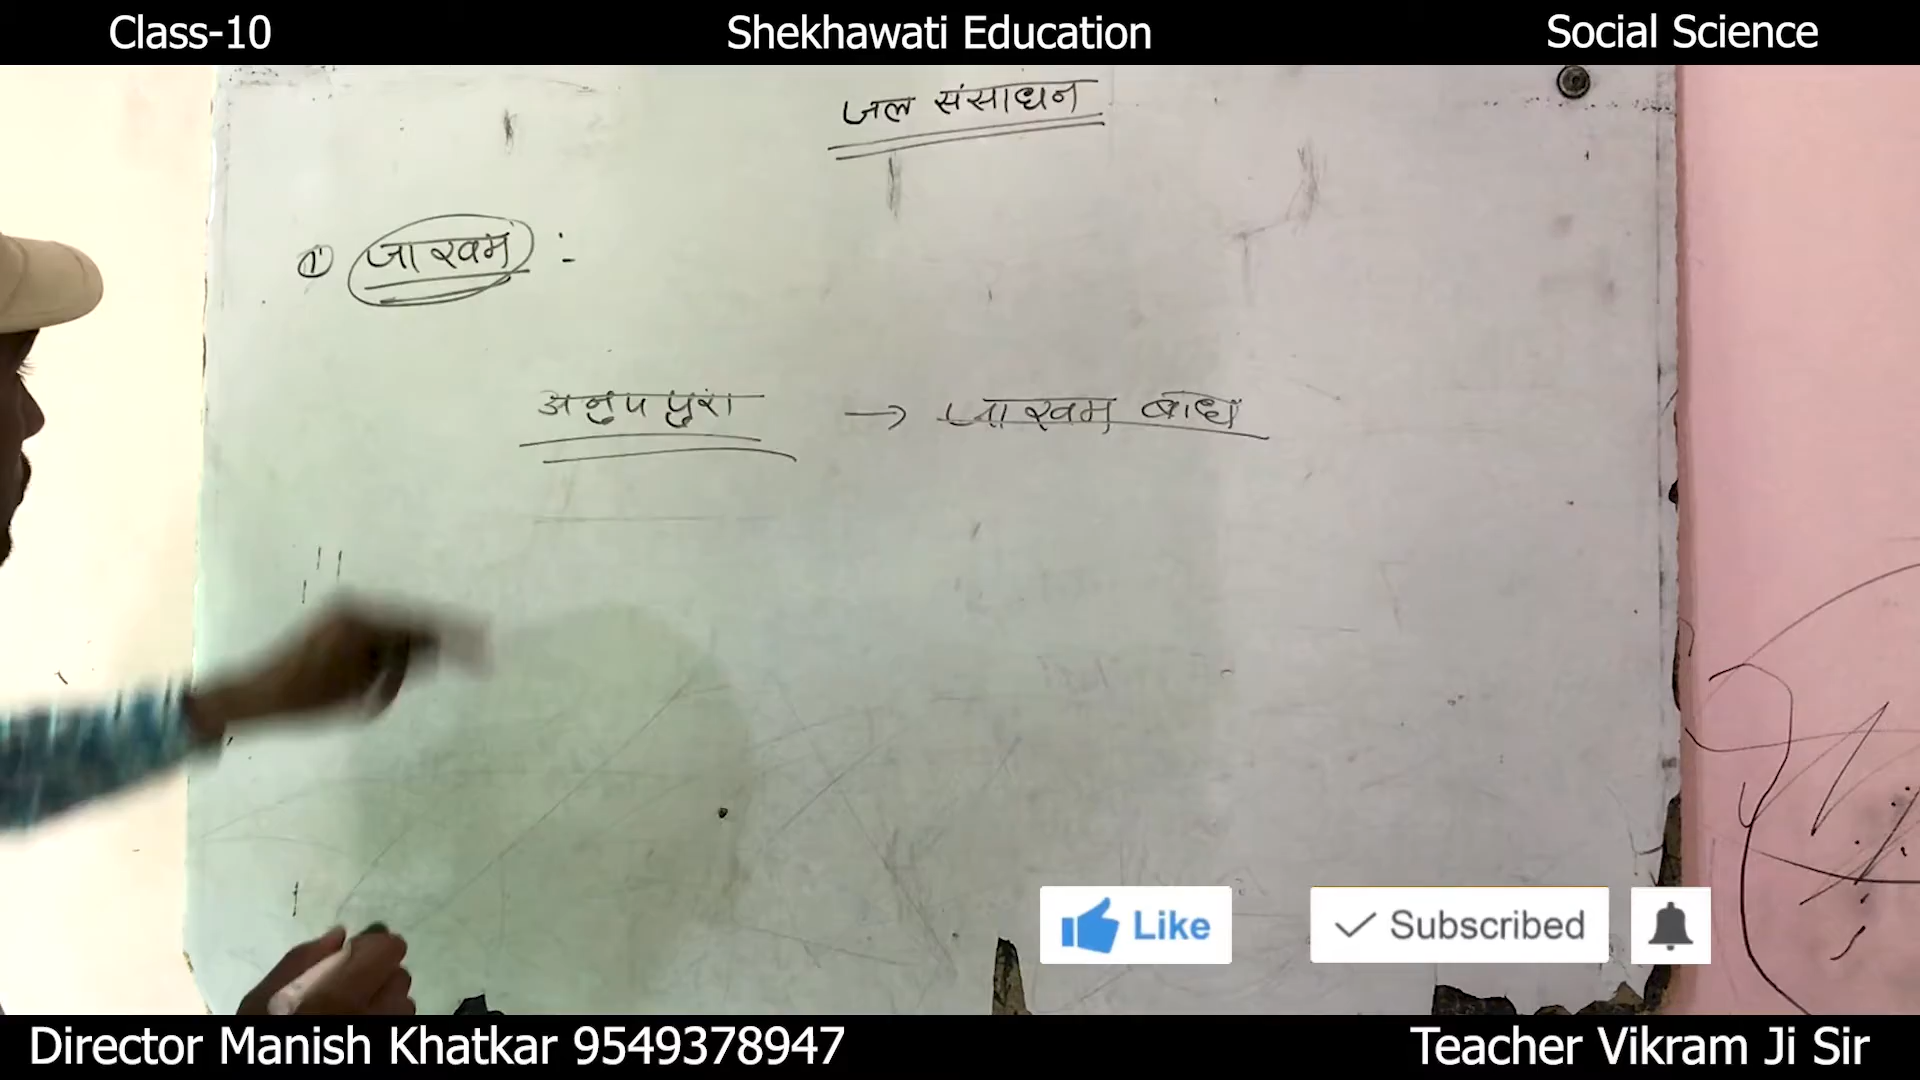 Class-10 Shekhawati Education Social Science
जल संसाधन
① जाखम :-
अनुपपुरा → जाखम बांध
Like Subscribed
Director Manish Khatkar 9549378947 Teacher Vikram Ji Sir